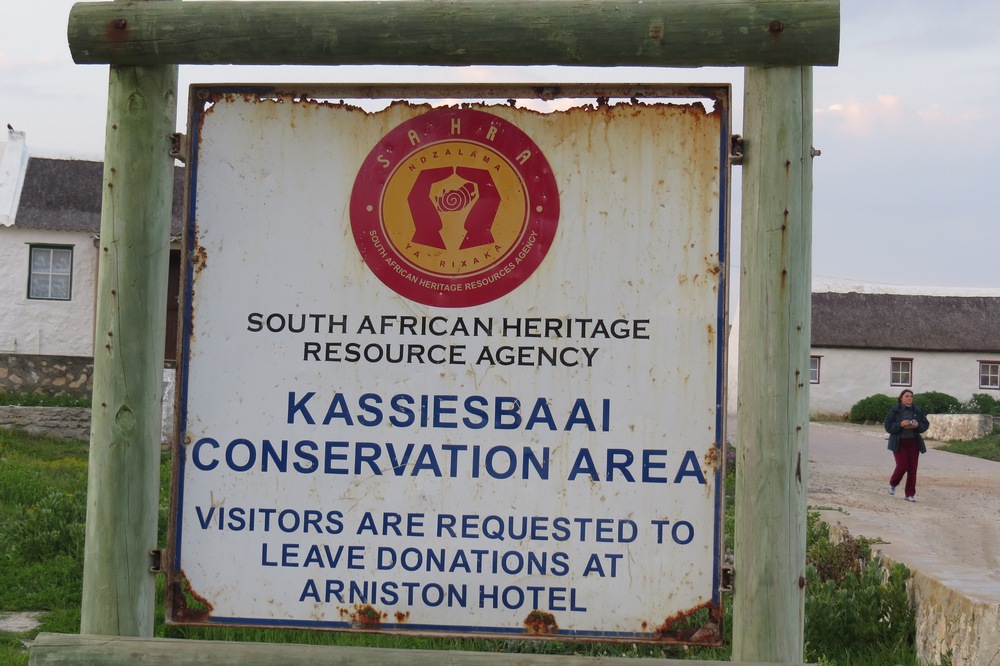 SAHRA
NDZALAMA
YA RIXAKA
SOUTH AFRICAN HERITAGE RESOURCES AGENCY
SOUTH AFRICAN HERITAGE
RESOURCE AGENCY
KASSIESBAAI
CONSERVATION AREA
VISITORS ARE REQUESTED TO
LEAVE DONATIONS AT
ARNISTON HOTEL